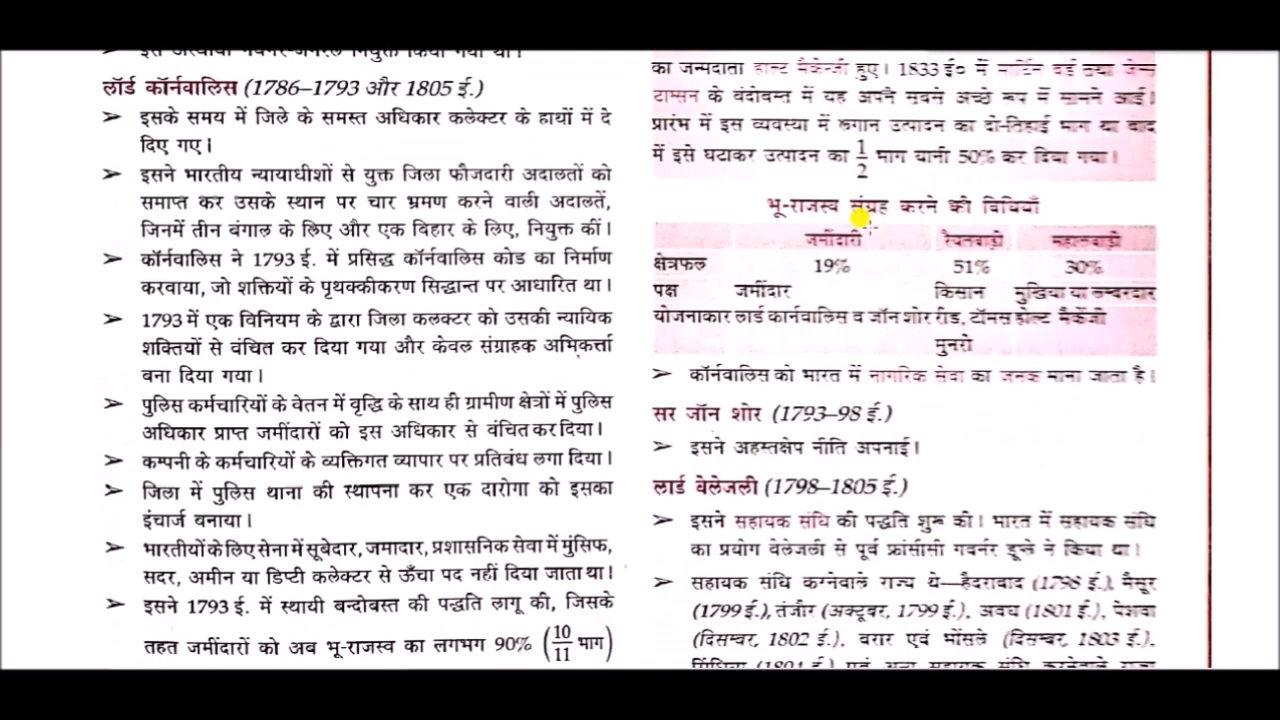 लॉर्ड कॉर्नवालिस (1786–1793 और 1805 ई.)
➢ इसके समय में जिले के समस्त अधिकार कलेक्टर के हाथों में दे
दिए गए।
➢ इसने भारतीय न्यायाधीशों से युक्त जिला फौजदारी अदालतों को
समाप्त कर उसके स्थान पर चार भ्रमण करने वाली अदालतें,
जिनमें तीन बंगाल के लिए और एक बिहार के लिए, नियुक्त कीं।
➢ कॉर्नवालिस ने 1793 ई. में प्रसिद्ध कॉर्नवालिस कोड का निर्माण
करवाया, जो शक्तियों के पृथक्कीकरण सिद्धान्त पर आधारित था।
➢ 1793 में एक विनियम के द्वारा जिला कलक्टर को उसकी न्यायिक
शक्तियों से वंचित कर दिया गया और केवल संग्राहक अभिकर्त्ता
बना दिया गया।
➢ पुलिस कर्मचारियों के वेतन में वृद्धि के साथ ही ग्रामीण क्षेत्रों में पुलिस
अधिकार प्राप्त जमींदारों को इस अधिकार से वंचित कर दिया।
➢ कम्पनी के कर्मचारियों के व्यक्तिगत व्यापार पर प्रतिबंध लगा दिया।
➢ जिला में पुलिस थाना की स्थापना कर एक दारोगा को इसका
इंचार्ज बनाया।
➢ भारतीयों के लिए सेना में सूबेदार, जमादार, प्रशासनिक सेवा में मुंसिफ,
सदर, अमीन या डिप्टी कलेक्टर से ऊँचा पद नहीं दिया जाता था।
➢ इसने 1793 ई. में स्थायी बन्दोबस्त की पद्धति लागू की, जिसके
तहत जमींदारों को अब भू-राजस्व का लगभग 90% (10/11 भाग)
का जन्मदाता हाल्ट मैकेन्जी हुए। 1833 ई० में मार्टिन बर्ड तथा जेम्स
टाम्सन के बंदोबस्त में यह अपने सबसे अच्छे रूप में सामने आई।
प्रारंभ में इस व्यवस्था में लगान उत्पादन का दो-तिहाई भाग था बाद
में इसे घटाकर उत्पादन का 1/2 भाग यानी 50% कर दिया गया।
भू-राजस्व संग्रह करने की विधियाँ
जमींदारी रैयतवाड़ी महालवाड़ी
क्षेत्रफल 19% 51% 30%
पक्ष जमींदार किसान मुखिया या लम्बरदार
योजनाकार लार्ड कार्नवालिस व जॉन शोर रीड, टॉमस होल्ट मैकेंजी
मुनरो
➢ कॉर्नवालिस को भारत में नागरिक सेवा का जनक माना जाता है।
सर जॉन शोर (1793–98 ई.)
➢ इसने अहस्तक्षेप नीति अपनाई।
लार्ड वेलेजली (1798–1805 ई.)
➢ इसने सहायक संधि की पद्धति शुरू की। भारत में सहायक संधि
का प्रयोग वेलेजली से पूर्व फ्रांसीसी गवर्नर डूप्ले ने किया था।
➢ सहायक संधि करनेवाले राज्य थे—हैदराबाद (1798 ई.), मैसूर
(1799 ई.), तंजौर (अक्टूबर, 1799 ई.), अवध (1801 ई.), पेशवा
(दिसम्बर, 1802 ई.), बरार एवं भोंसले (दिसम्बर, 1803 ई.),